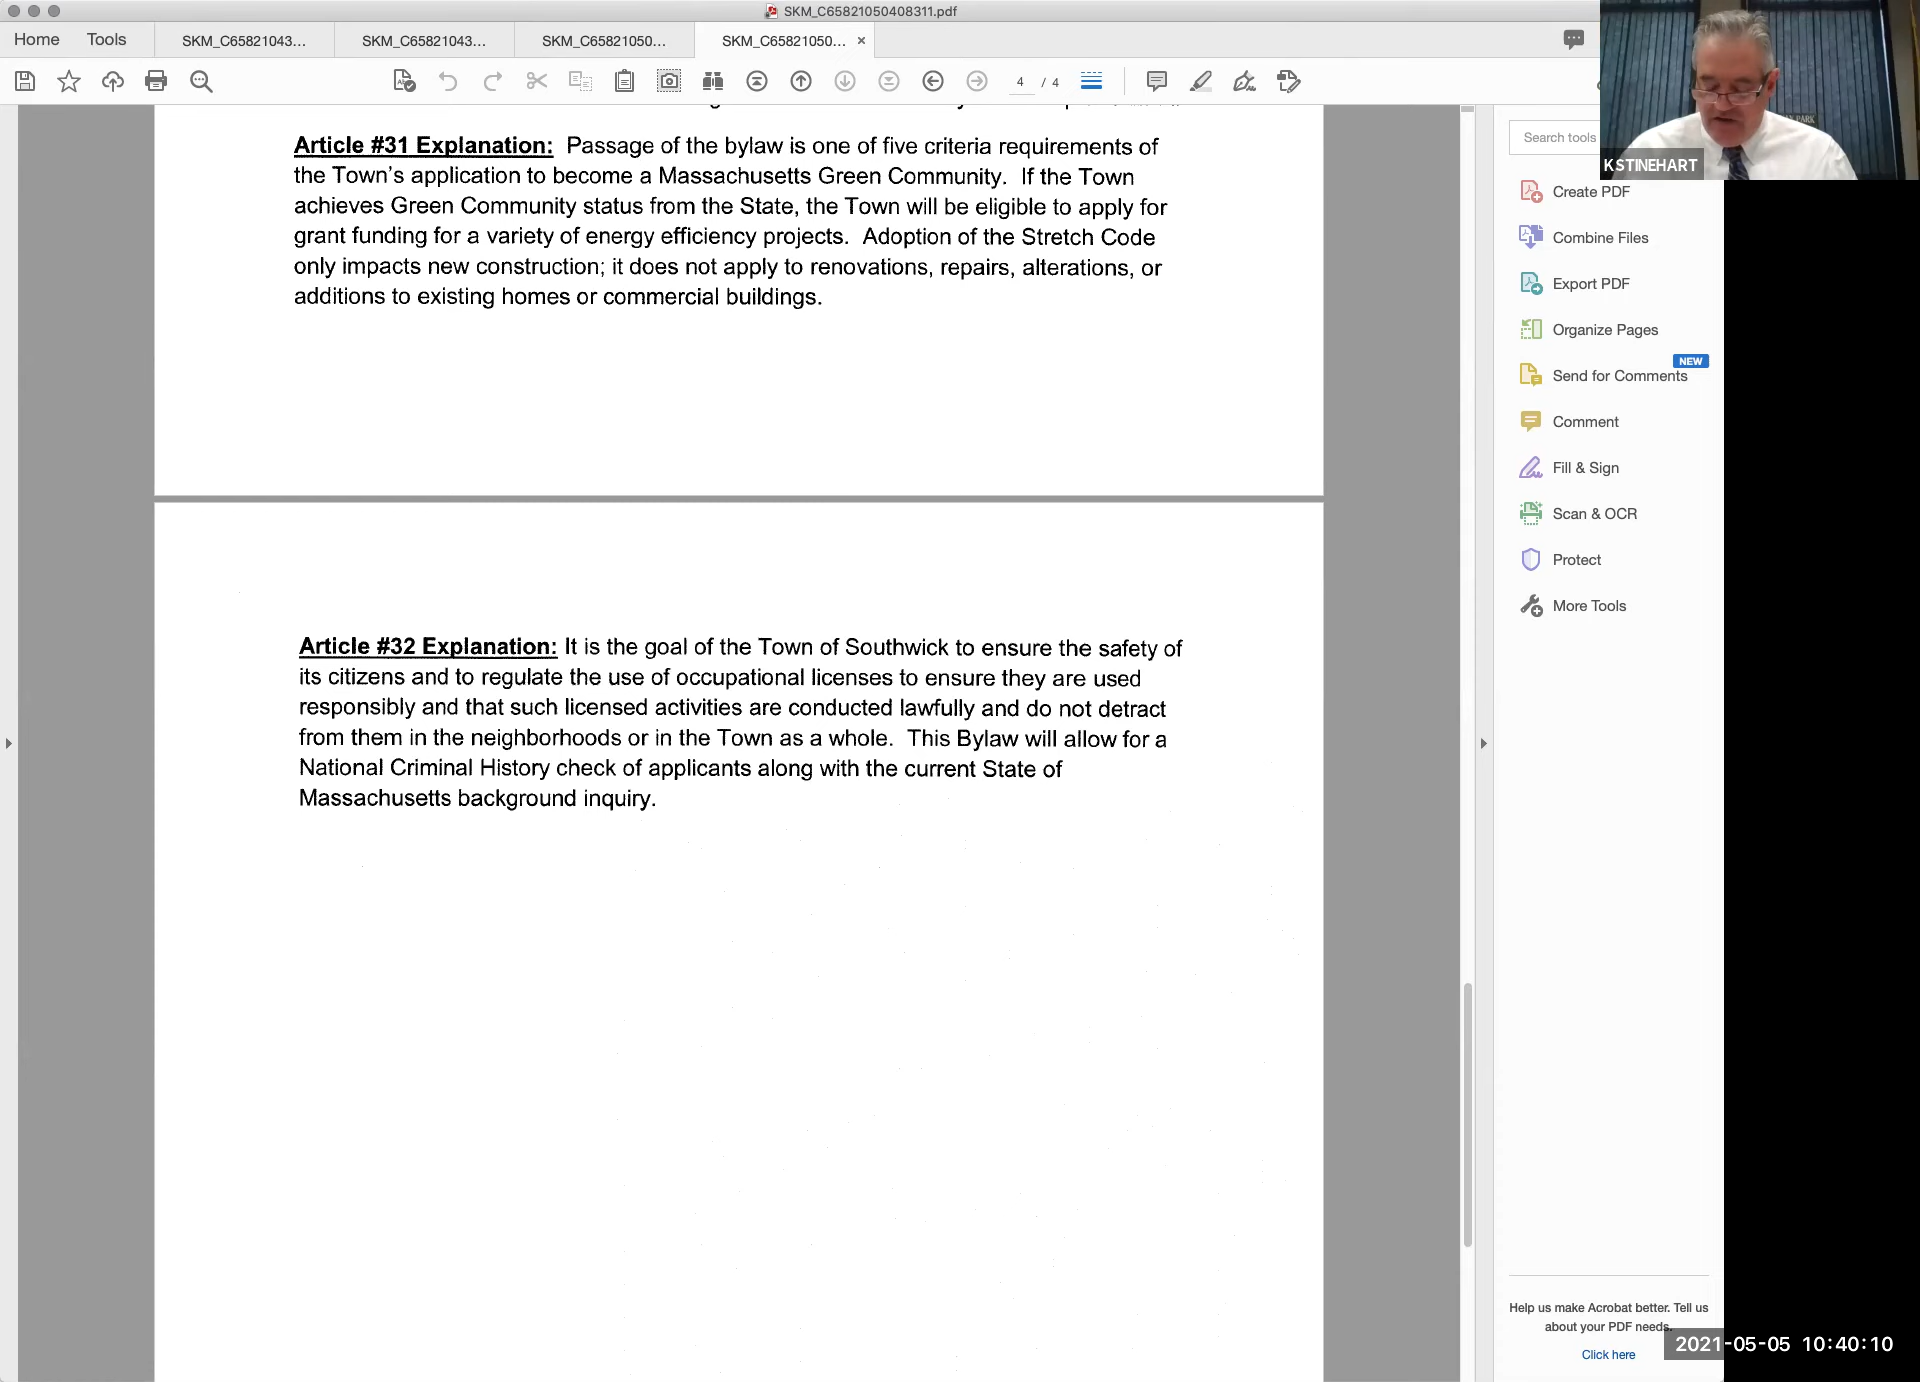 SKM_C65821050408311.pdf
Home Tools SKM_C65821043... SKM_C65821043... SKM_C65821050... SKM_C65821050... ×
4 / 4
Article #31 Explanation: Passage of the bylaw is one of five criteria requirements of
the Town's application to become a Massachusetts Green Community. If the Town
achieves Green Community status from the State, the Town will be eligible to apply for
grant funding for a variety of energy efficiency projects. Adoption of the Stretch Code
only impacts new construction; it does not apply to renovations, repairs, alterations, or
additions to existing homes or commercial buildings.
Article #32 Explanation: It is the goal of the Town of Southwick to ensure the safety of
its citizens and to regulate the use of occupational licenses to ensure they are used
responsibly and that such licensed activities are conducted lawfully and do not detract
from them in the neighborhoods or in the Town as a whole. This Bylaw will allow for a
National Criminal History check of applicants along with the current State of
Massachusetts background inquiry.
Search tools
Create PDF
Combine Files
Export PDF
Organize Pages
NEW
Send for Comments
Comment
Fill & Sign
Scan & OCR
Protect
More Tools
Help us make Acrobat better. Tell us
about your PDF needs.
Click here
KSTINEHART
PARK
2021-05-05 10:40:10